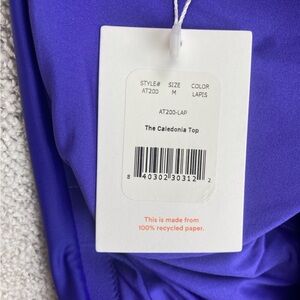 STYLE# SIZE COLOR
AT200 M LAPIS
AT200-LAP
The Caledonia Top
8 40302 30312 2
This is made from
100% recycled paper.